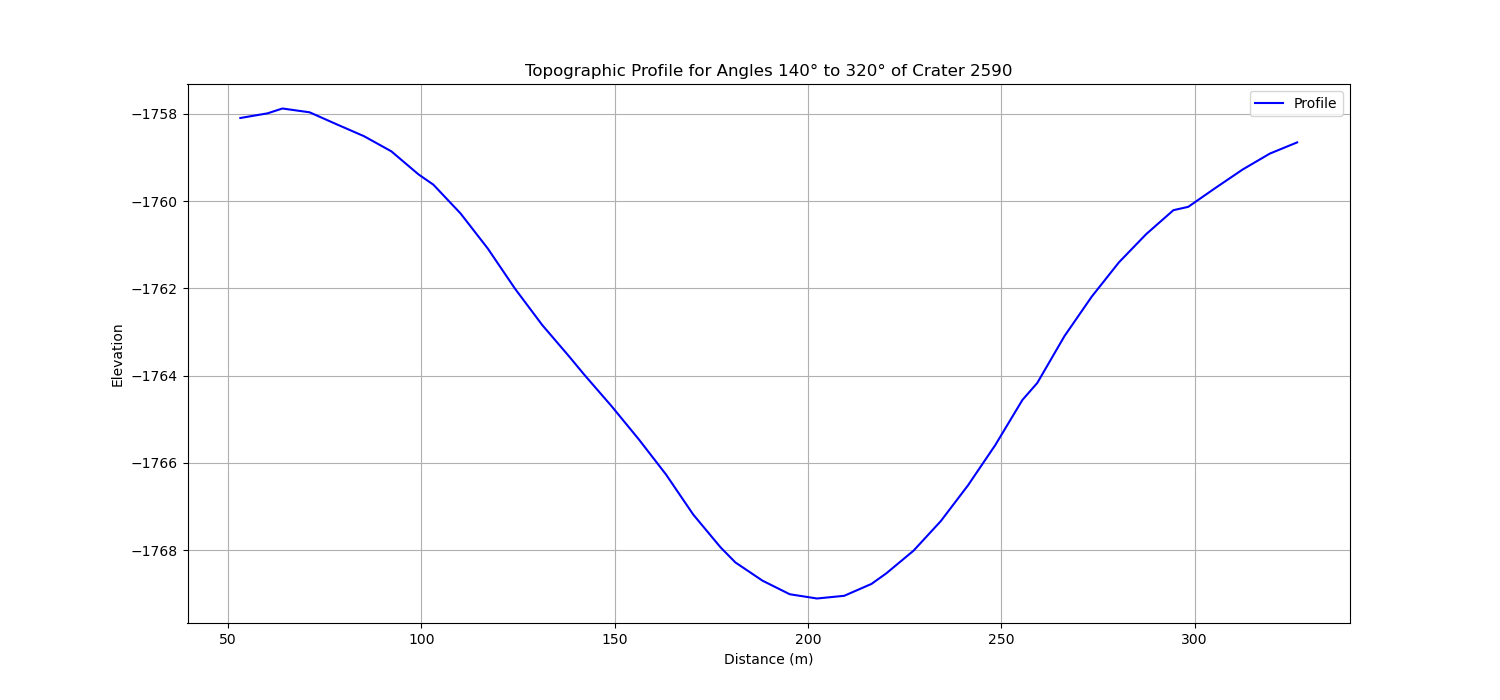 Topographic Profile for Angles 140° to 320° of Crater 2590
Profile
−1758
−1760
−1762
−1764
−1766
−1768
Elevation
50 100 150 200 250 300
Distance (m)